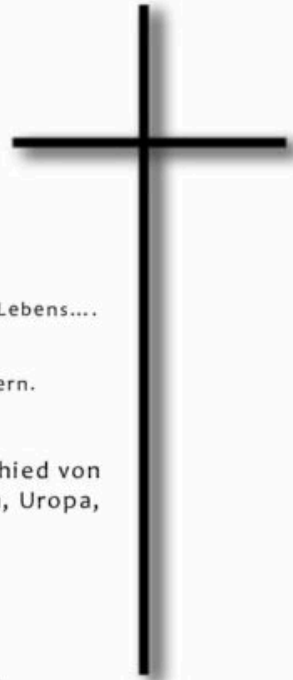 Lebens....
ern.
hied von
, Uropa,